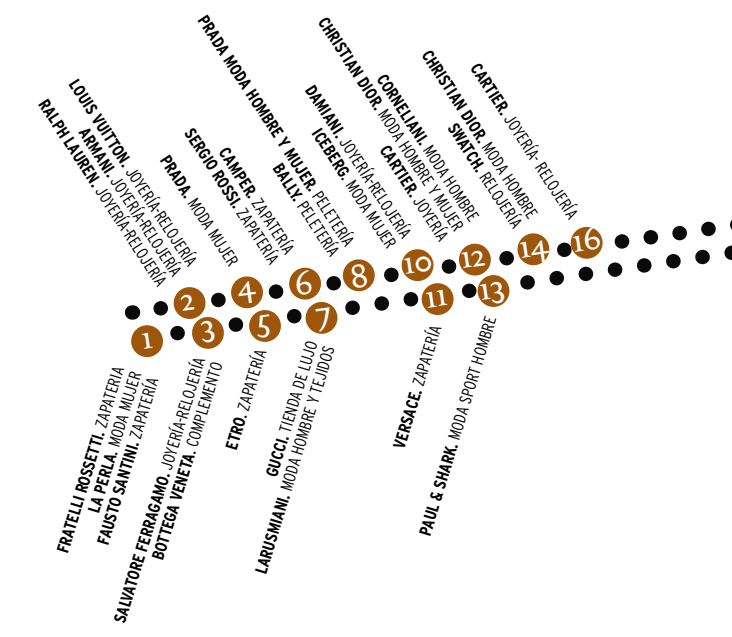 RALPH LAUREN. JOYERÍA-RELOJERÍA
ARMANI. JOYERÍA-RELOJERÍA
LOUIS VUITTON. JOYERÍA-RELOJERÍA
PRADA. MODA MUJER
SERGIO ROSSI. ZAPATERÍA
CAMPER. ZAPATERÍA
BALLY. PELETERÍA
PRADA MODA HOMBRE Y MUJER. PELETERÍA
ICEBERG. MODA MUJER
DAMIANI. JOYERÍA-RELOJERÍA
CARTIER. JOYERÍA
CHRISTIAN DIOR. MODA HOMBRE Y MUJER
CORNELIANI. MODA HOMBRE
SWATCH. RELOJERÍA
CHRISTIAN DIOR. MODA HOMBRE
CARTIER. JOYERÍA- RELOJERÍA
2
4
6
8
10
12
14
16
1
3
5
7
11
13
FRATELLI ROSSETTI. ZAPATERIA
LA PERLA. MODA MUJER
FAUSTO SANTINI. ZAPATERÍA
SALVATORE FERRAGAMO. JOYERÍA-RELOJERÍA
BOTTEGA VENETA. COMPLEMENTO
ETRO. ZAPATERÍA
GUCCI. TIENDA DE LUJO
LARUSMIANI. MODA HOMBRE Y TEJIDOS
VERSACE. ZAPATERÍA
PAUL & SHARK. MODA SPORT HOMBRE